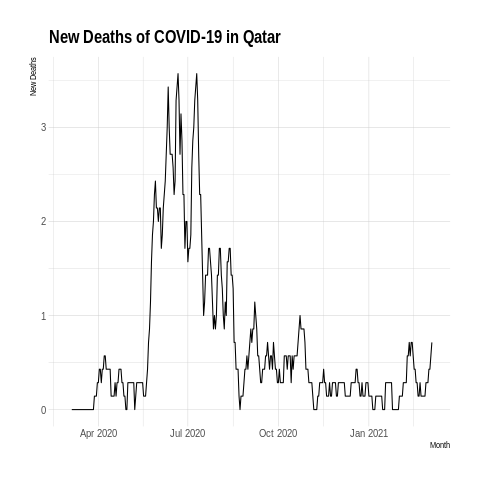 New Deaths of COVID-19 in Qatar
New Deaths
3
2
1
0
Apr 2020
Jul 2020
Oct 2020
Jan 2021
Month